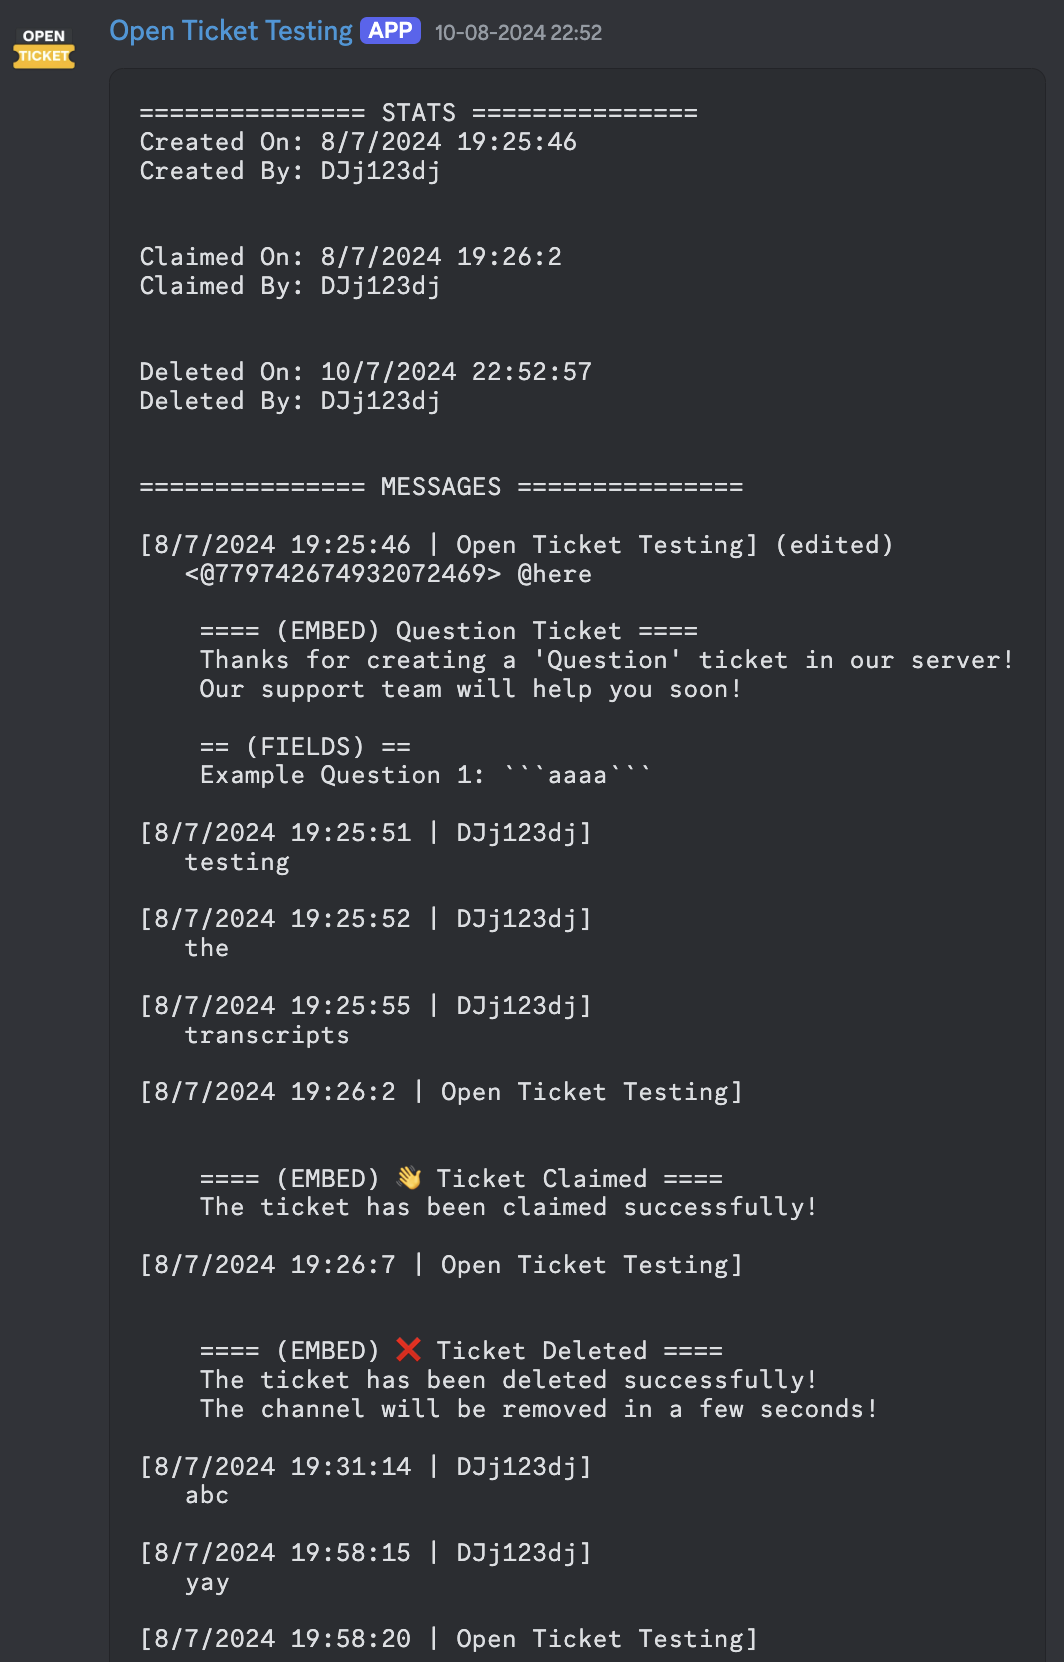 OPEN
TICKET
Open Ticket Testing APP 10-08-2024 22:52
=============== STATS ===============
Created On: 8/7/2024 19:25:46
Created By: DJj123dj
Claimed On: 8/7/2024 19:26:2
Claimed By: DJj123dj
Deleted On: 10/7/2024 22:52:57
Deleted By: DJj123dj
=============== MESSAGES ===============
[8/7/2024 19:25:46 | Open Ticket Testing] (edited)
<@779742674932072469> @here
==== (EMBED) Question Ticket ====
Thanks for creating a 'Question' ticket in our server!
Our support team will help you soon!
== (FIELDS) ==
Example Question 1: ```aaaa```
[8/7/2024 19:25:51 | DJj123dj]
testing
[8/7/2024 19:25:52 | DJj123dj]
the
[8/7/2024 19:25:55 | DJj123dj]
transcripts
[8/7/2024 19:26:2 | Open Ticket Testing]
==== (EMBED) 👋 Ticket Claimed ====
The ticket has been claimed successfully!
[8/7/2024 19:26:7 | Open Ticket Testing]
==== (EMBED) ❌ Ticket Deleted ====
The ticket has been deleted successfully!
The channel will be removed in a few seconds!
[8/7/2024 19:31:14 | DJj123dj]
abc
[8/7/2024 19:58:15 | DJj123dj]
yay
[8/7/2024 19:58:20 | Open Ticket Testing]